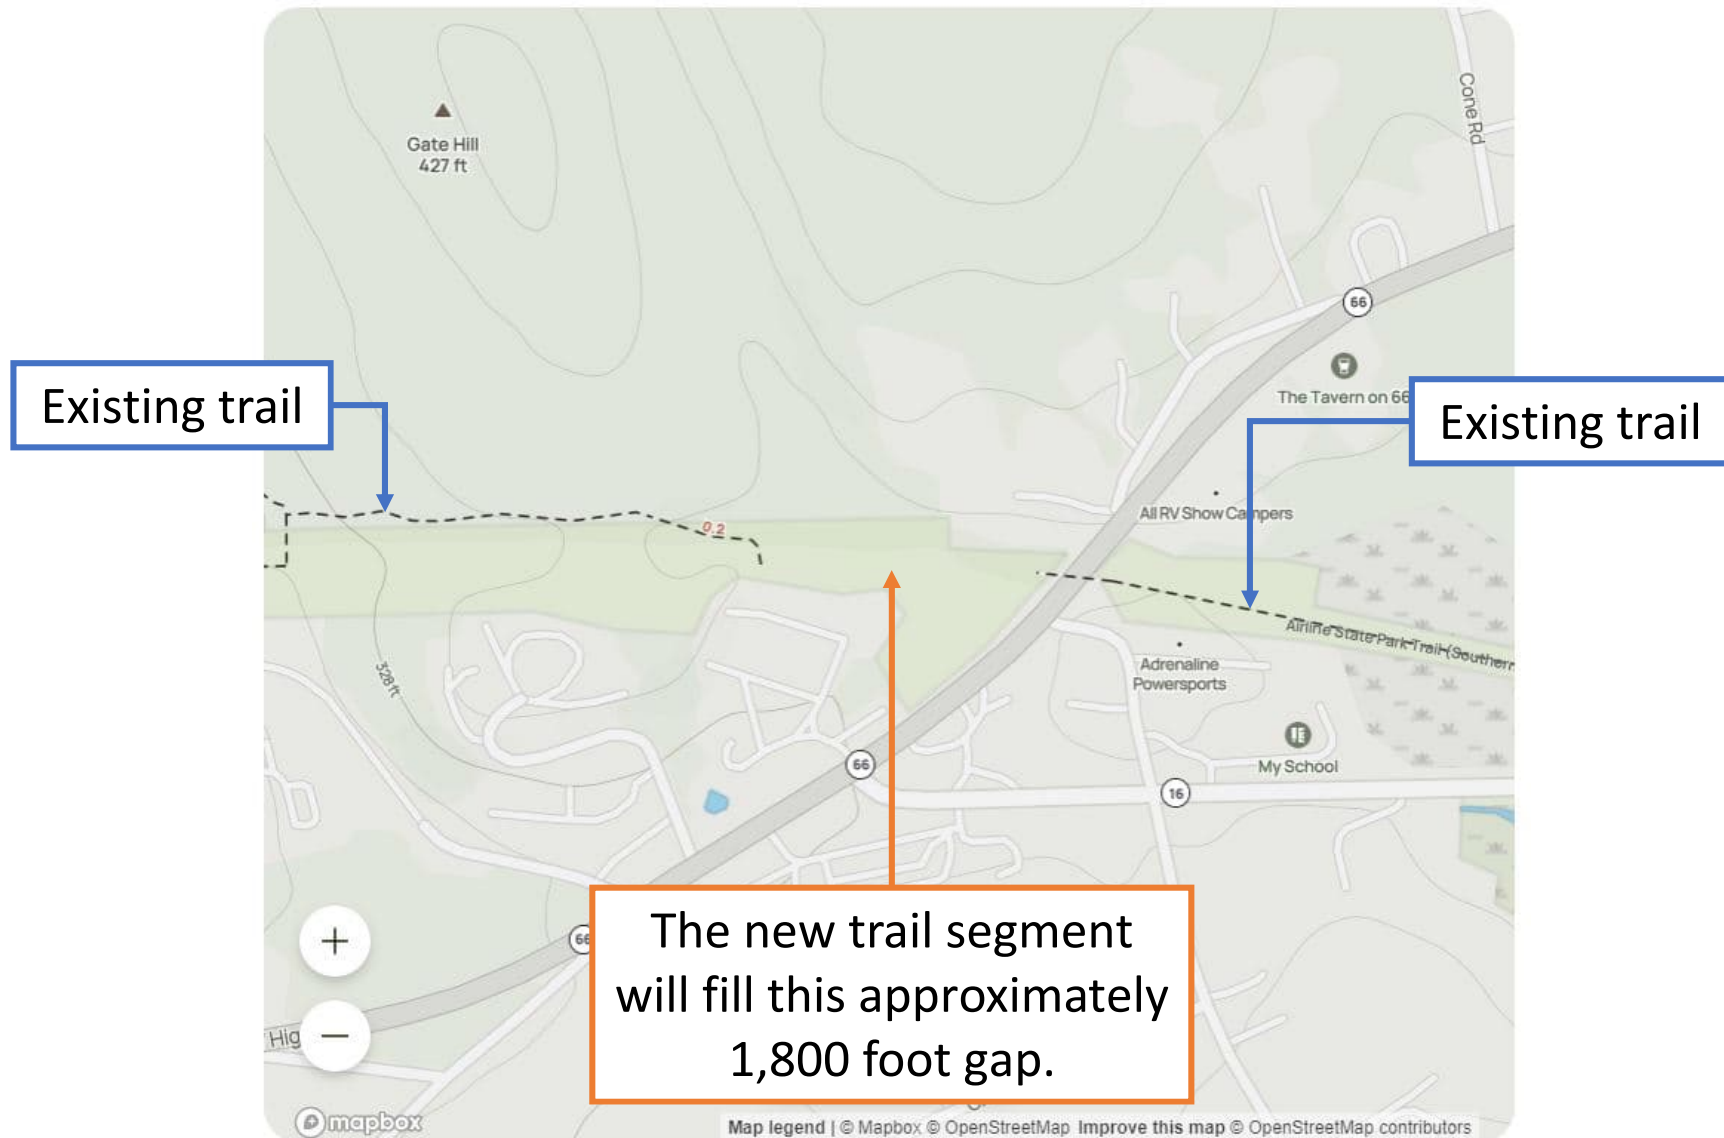 Gate Hill
427 ft
Cone Rd
66
The Tavern on 66
Existing trail
Existing trail
All RV Show Campers
0.2
Airline State Park Trail (Southern
328 ft
Adrenaline
Powersports
My School
66
16
66
The new trail segment
will fill this approximately
1,800 foot gap.
+
−
Hig
mapbox
Map legend | © Mapbox © OpenStreetMap Improve this map © OpenStreetMap contributors